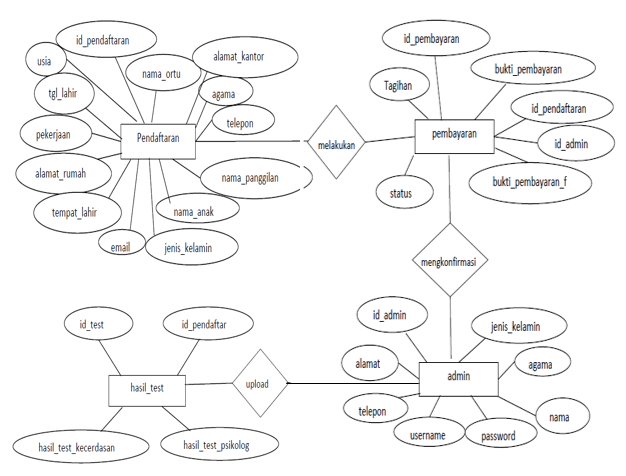 id_pendaftaran
usia
nama_ortu
alamat_kantor
tgl_lahir
agama
pekerjaan
Pendaftaran
telepon
alamat_rumah
nama_panggilan
tempat_lahir
nama_anak
email
jenis_kelamin
melakukan
id_pembayaran
bukti_pembayaran
Tagihan
id_pendaftaran
pembayaran
id_admin
bukti_pembayaran_f
status
mengkonfirmasi
id_test
id_pendaftar
hasil_test
upload
hasil_test_kecerdasan
hasil_test_psikolog
id_admin
jenis_kelamin
alamat
agama
admin
telepon
nama
username
password